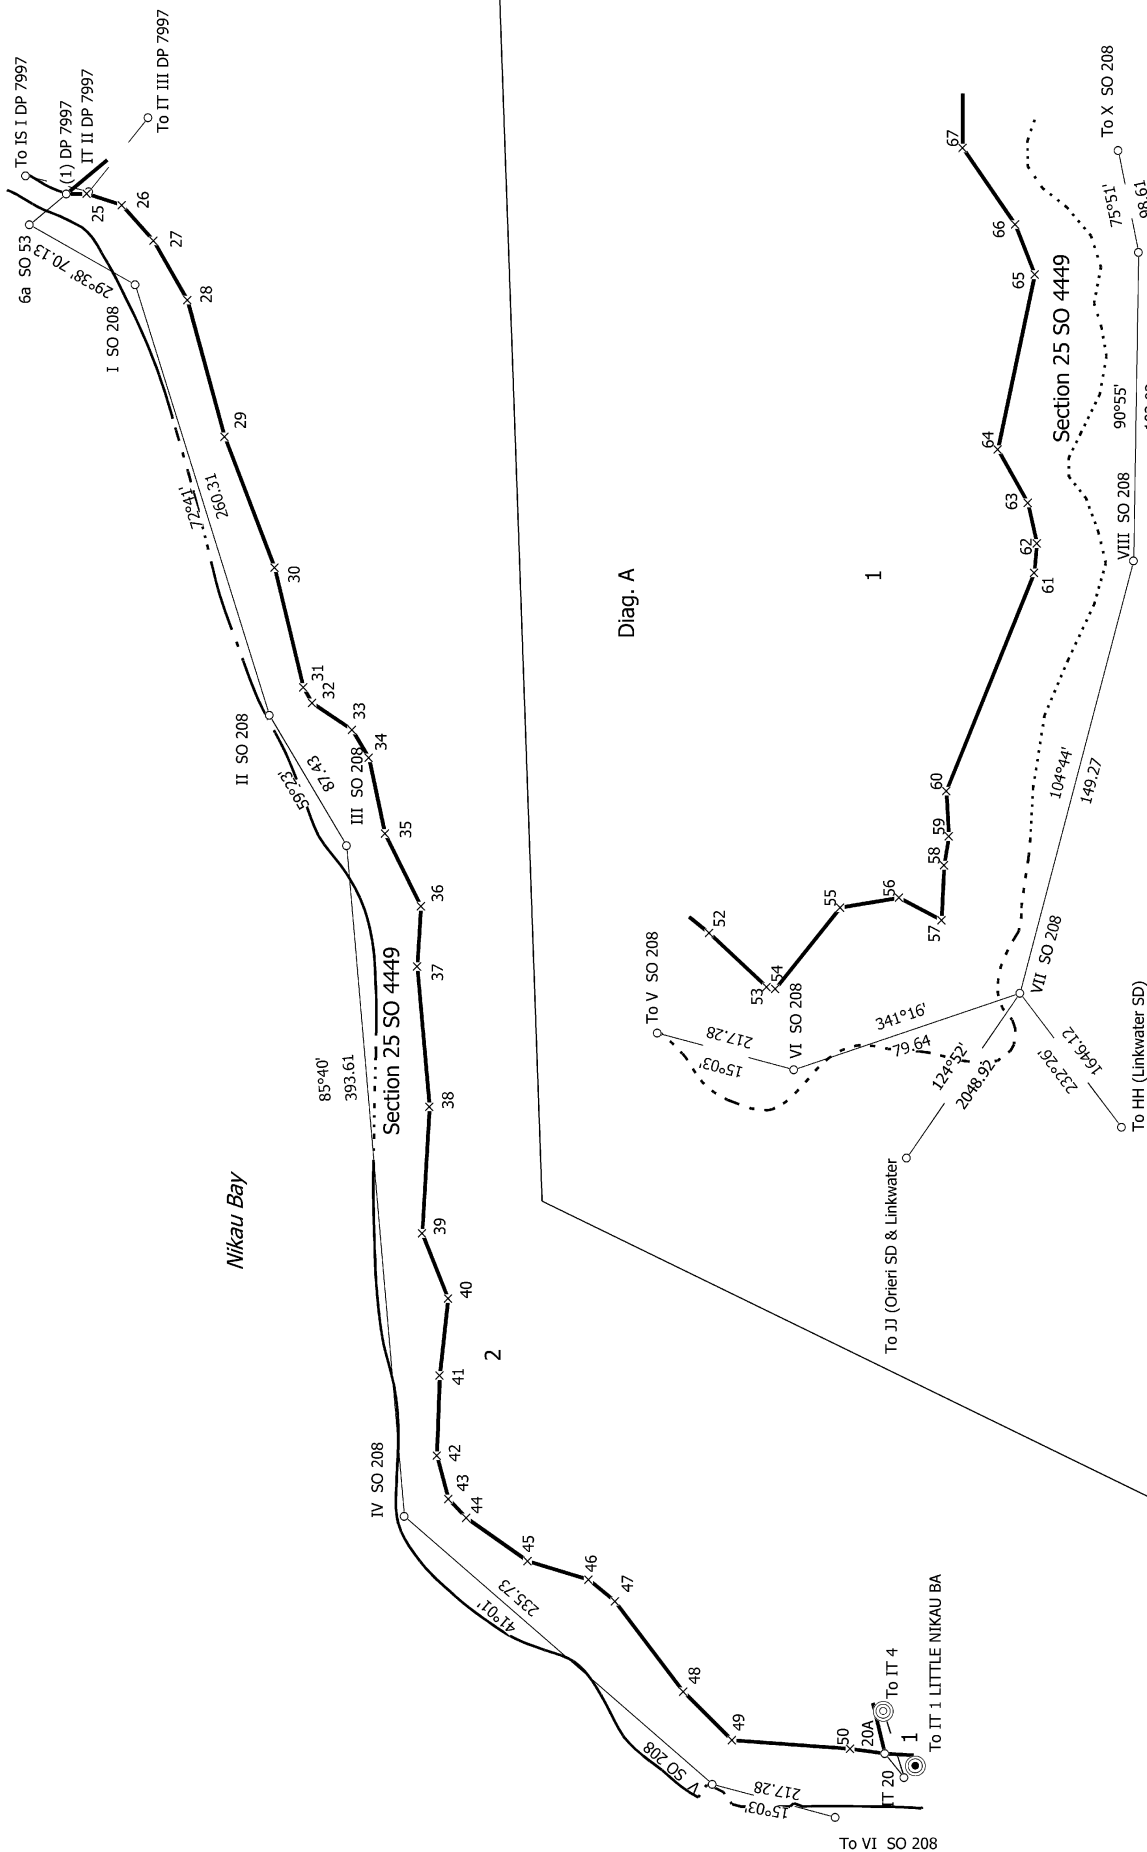 To IS I DP 7997
(1) DP 7997
IT II DP 7997
To IT III DP 7997
6a SO 53
29°38' 70.13
I SO 208
25
26
27
28
29
72°41'
260.31
30
31
32
II SO 208
59°23'
87.43
33
III SO 208
34
35
36
37
Section 25 SO 4449
85°40'
393.61
38
Nikau Bay
39
40
2
41
42
IV SO 208
43
44
45
46
47
41°01'
235.73
48
49
V SO 208
15°03'
217.28
50
20A
To IT 4
1
IT 20
To IT 1 LITTLE NIKAU BA
To VI SO 208
Diag. A
1
67
66
65
Section 25 SO 4449
64
63
62
61
60
59
58
57
56
55
52
53
54
To V SO 208
15°03'
217.28
VI SO 208
341°16'
79.64
VII SO 208
124°52'
2048.92
To JJ (Orieri SD & Linkwater
232°26'
1646.12
To HH (Linkwater SD)
104°44'
149.27
VIII SO 208
90°55'
75°51'
98.61
To X SO 208